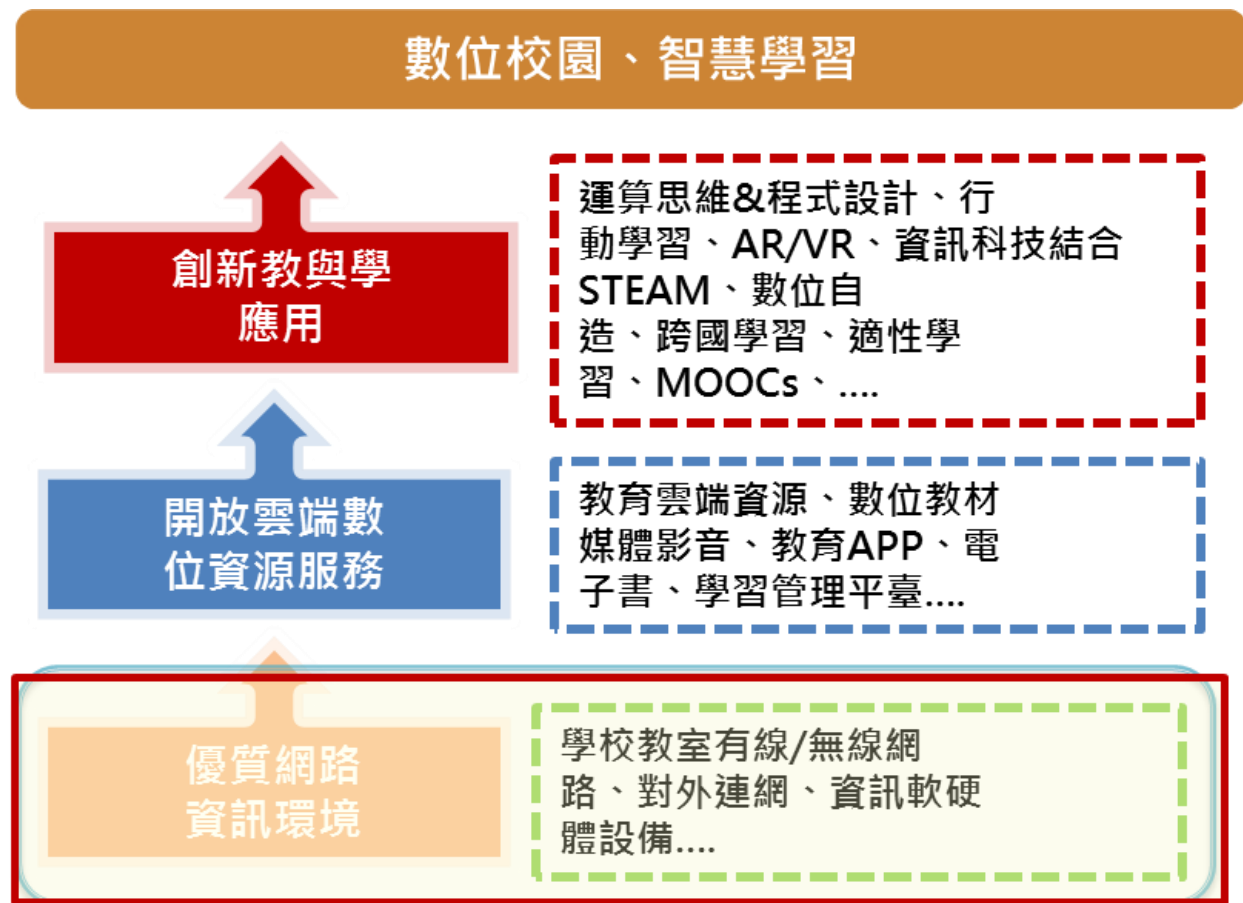 數位校園、智慧學習
創新教與學
應用
運算思維&程式設計、行
動學習、AR/VR、資訊科技結合
STEAM、數位自
造、跨國學習、適性學
習、MOOCs、....
開放雲端數
位資源服務
教育雲端資源、數位教材
媒體影音、教育APP、電
子書、學習管理平臺....
優質網路
資訊環境
學校教室有線/無線網
路、對外連網、資訊軟硬
體設備....